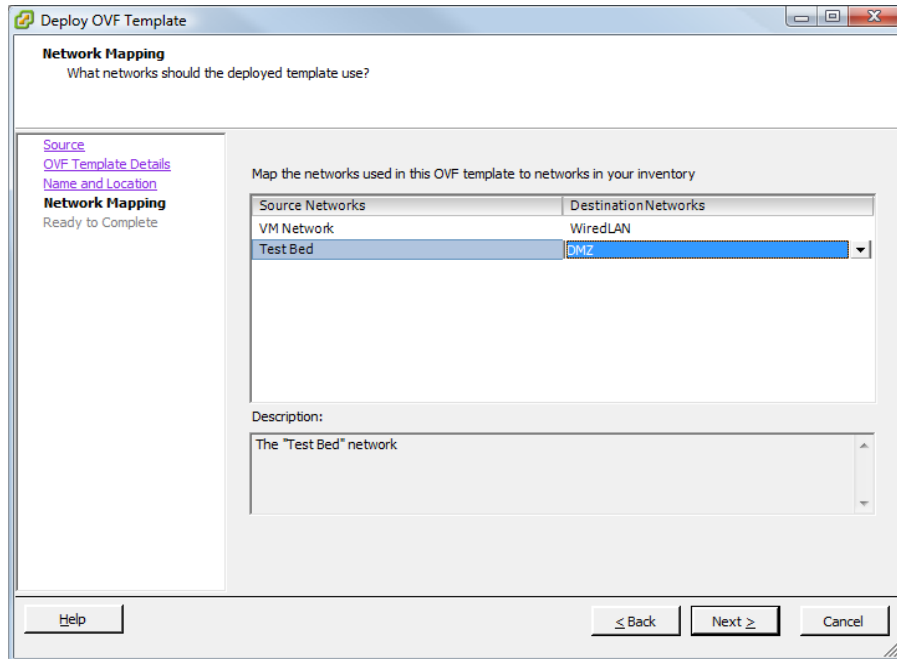 Deploy OVF Template
Network Mapping
What networks should the deployed template use?
Source
OVF Template Details
Name and Location
Network Mapping
Ready to Complete
Map the networks used in this OVF template to networks in your inventory
Source Networks Destination Networks
VM Network WiredLAN
Test Bed DMZ
Description:
The "Test Bed" network
Help < Back Next > Cancel